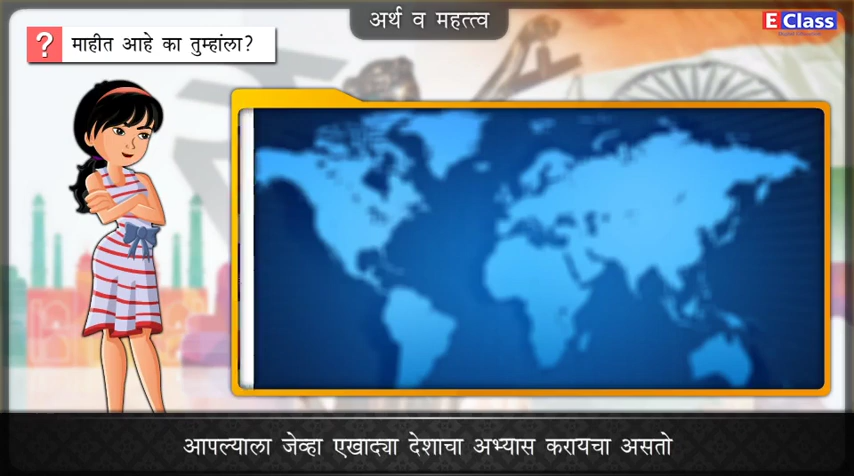 अर्थ व महत्त्व
E Class
? माहीत आहे का तुम्हांला?
आपल्याला जेव्हा एखाद्या देशाचा अभ्यास करायचा असतो